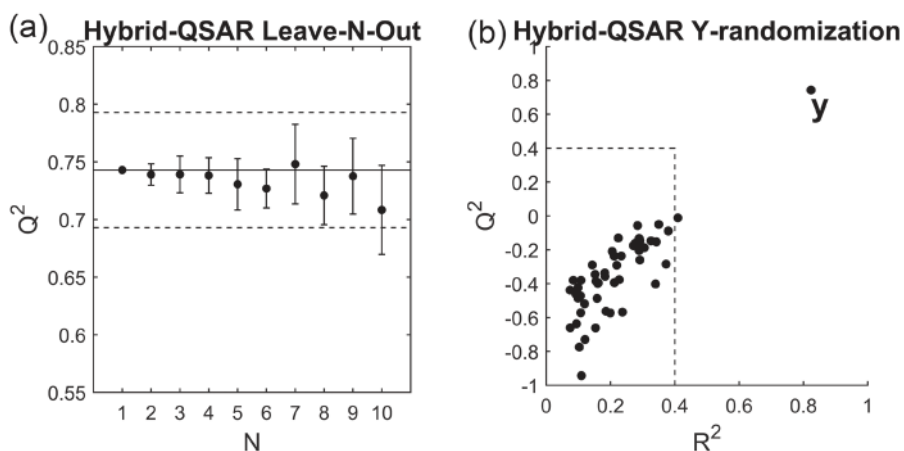 (a) Hybrid-QSAR Leave-N-Out
0.85
0.8
0.75
0.7
0.65
0.6
0.55
Q²
1 2 3 4 5 6 7 8 9 10
N
(b) Hybrid-QSAR Y-randomization
1
0.8
0.6
0.4
0.2
0
-0.2
-0.4
-0.6
-0.8
-1
Q²
y
0 0.2 0.4 0.6 0.8 1
R²